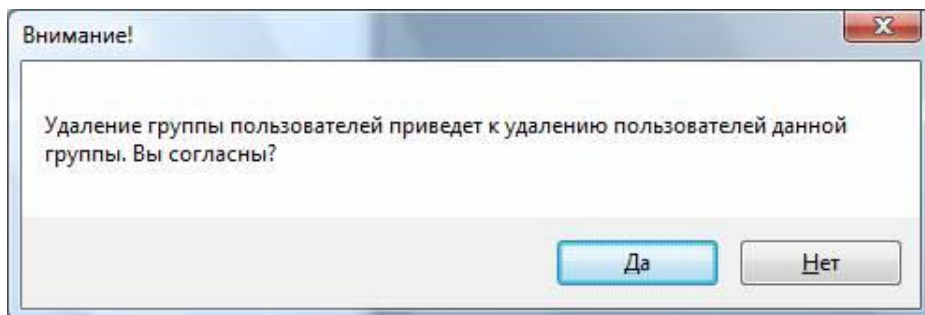 Внимание!
Удаление группы пользователей приведет к удалению пользователей данной
группы. Вы согласны?
Да
Нет